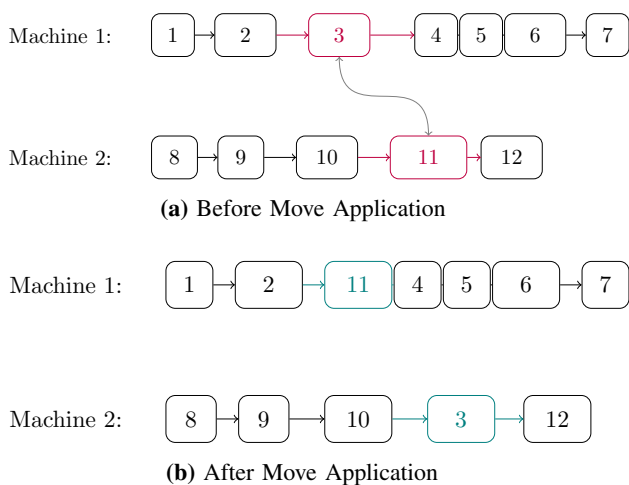 Machine 1: 1 2 3 4 5 6 7
Machine 2: 8 9 10 11 12
(a) Before Move Application
Machine 1: 1 2 11 4 5 6 7
Machine 2: 8 9 10 3 12
(b) After Move Application